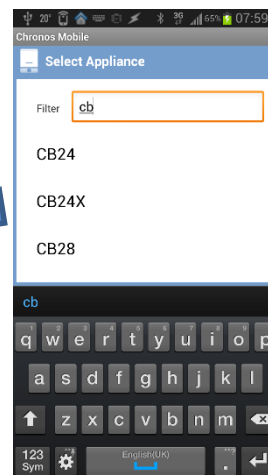 20° 3G 65% 07:59
Chronos Mobile
Select Appliance
Filter cb
CB24
CB24X
CB28
cb
q w e r t y u i o p
a s d f g h j k l
z x c v b n m
123 English(UK) .
Sym